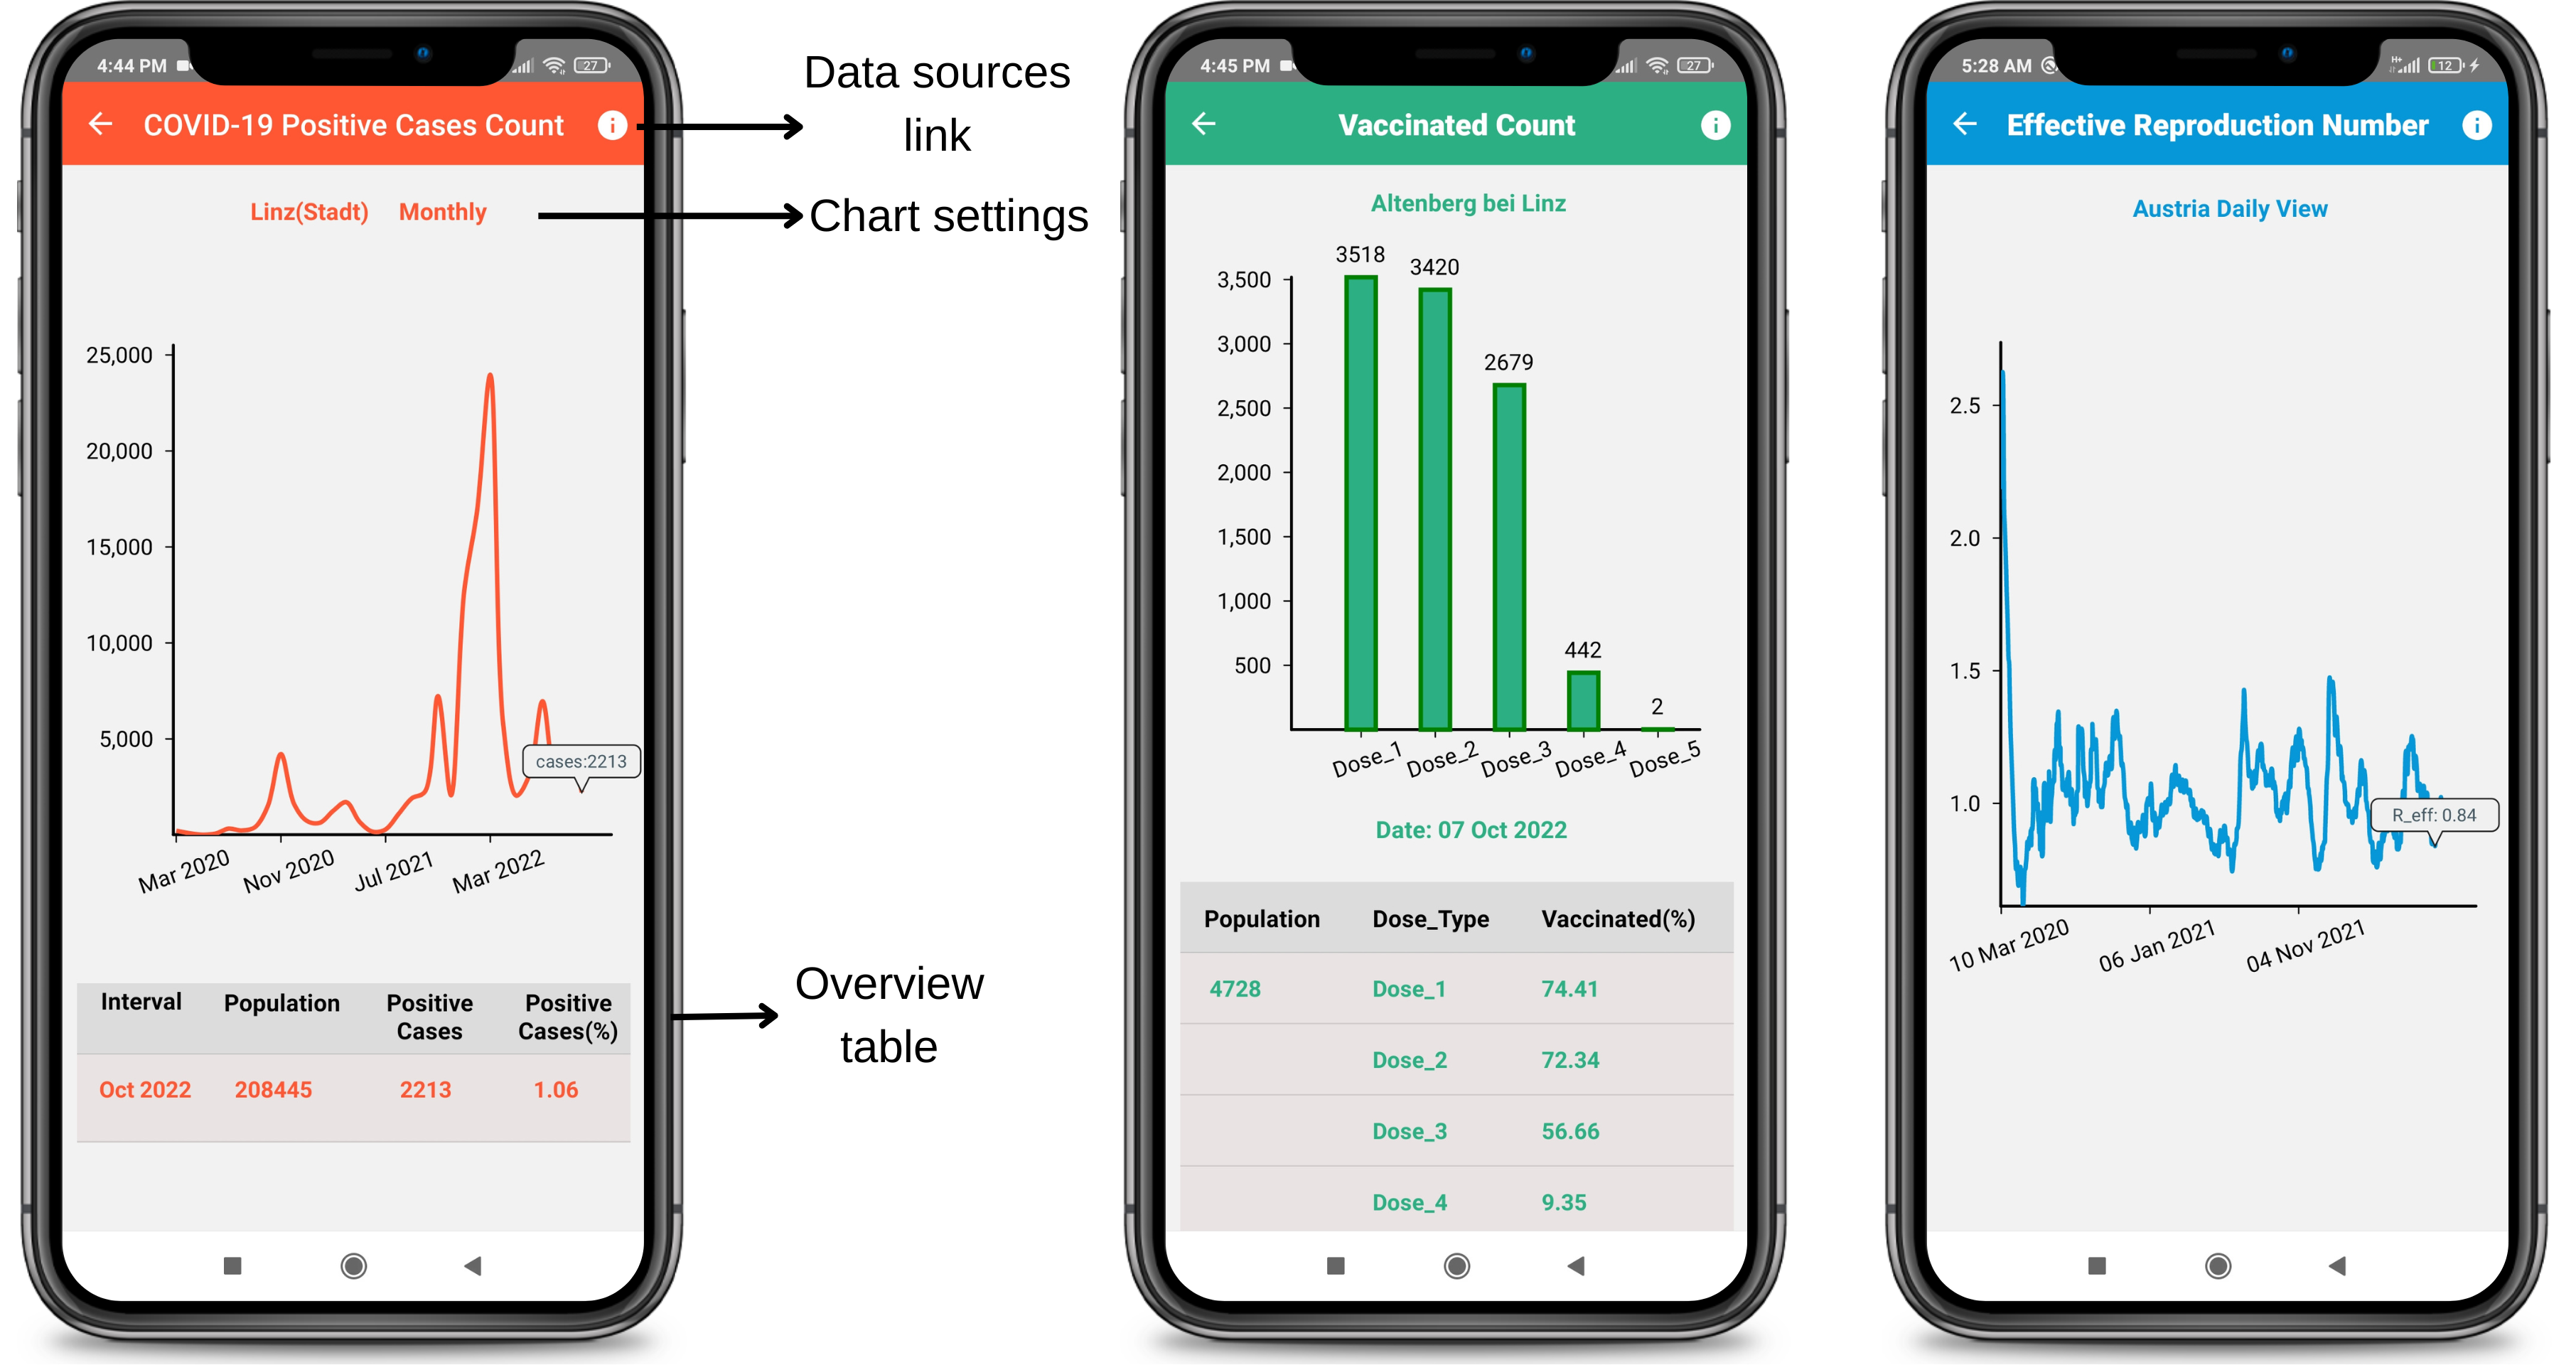 4:44 PM
27
COVID-19 Positive Cases Count
i
Linz(Stadt) Monthly
25,000
20,000
15,000
10,000
5,000
cases:2213
Mar 2020
Nov 2020
Jul 2021
Mar 2022
Interval Population Positive Cases Positive Cases(%)
Oct 2022 208445 2213 1.06
Data sources
link
Chart settings
Overview
table
4:45 PM
27
Vaccinated Count
i
Altenberg bei Linz
3518
3420
2679
442
2
3,500
3,000
2,500
2,000
1,500
1,000
500
Dose_1
Dose_2
Dose_3
Dose_4
Dose_5
Date: 07 Oct 2022
Population Dose_Type Vaccinated(%)
4728 Dose_1 74.41
Dose_2 72.34
Dose_3 56.66
Dose_4 9.35
5:28 AM
H+
12
Effective Reproduction Number
i
Austria Daily View
2.5
2.0
1.5
1.0
R_eff: 0.84
10 Mar 2020
06 Jan 2021
04 Nov 2021